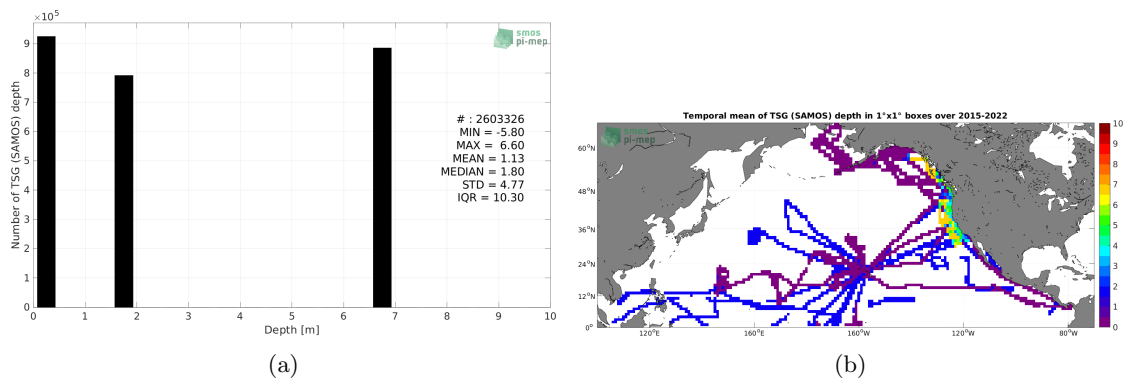 ×10⁵
smos
pi-mep
9
8
7
6
5
4
3
2
1
0
Number of TSG (SAMOS) depth
# : 2603326
MIN = -5.80
MAX = 6.60
MEAN = 1.13
MEDIAN = 1.80
STD = 4.77
IQR = 10.30
0 1 2 3 4 5 6 7 8 9 10
Depth [m]
(a)
Temporal mean of TSG (SAMOS) depth in 1°x1° boxes over 2015-2022
smos
pi-mep
60°N
48°N
36°N
24°N
12°N
0°
120°E 160°E 160°W 120°W 80°W
10
9
8
7
6
5
4
3
2
1
0
(b)